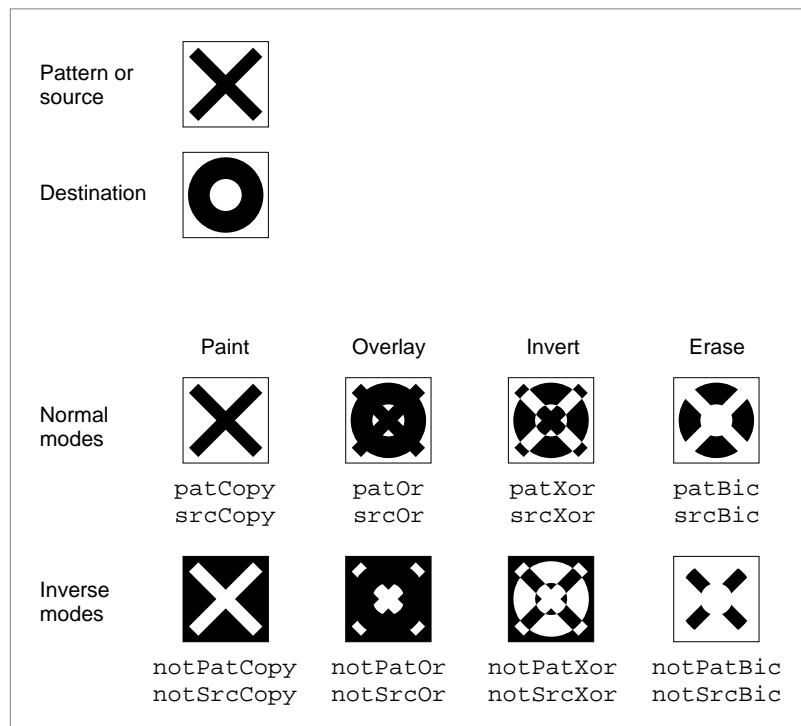 Pattern or
source
Destination
Paint Overlay Invert Erase
Normal
modes
patCopy patOr patXor patBic
srcCopy srcOr srcXor srcBic
Inverse
modes
notPatCopy notPatOr notPatXor notPatBic
notSrcCopy notSrcOr notSrcXor notSrcBic